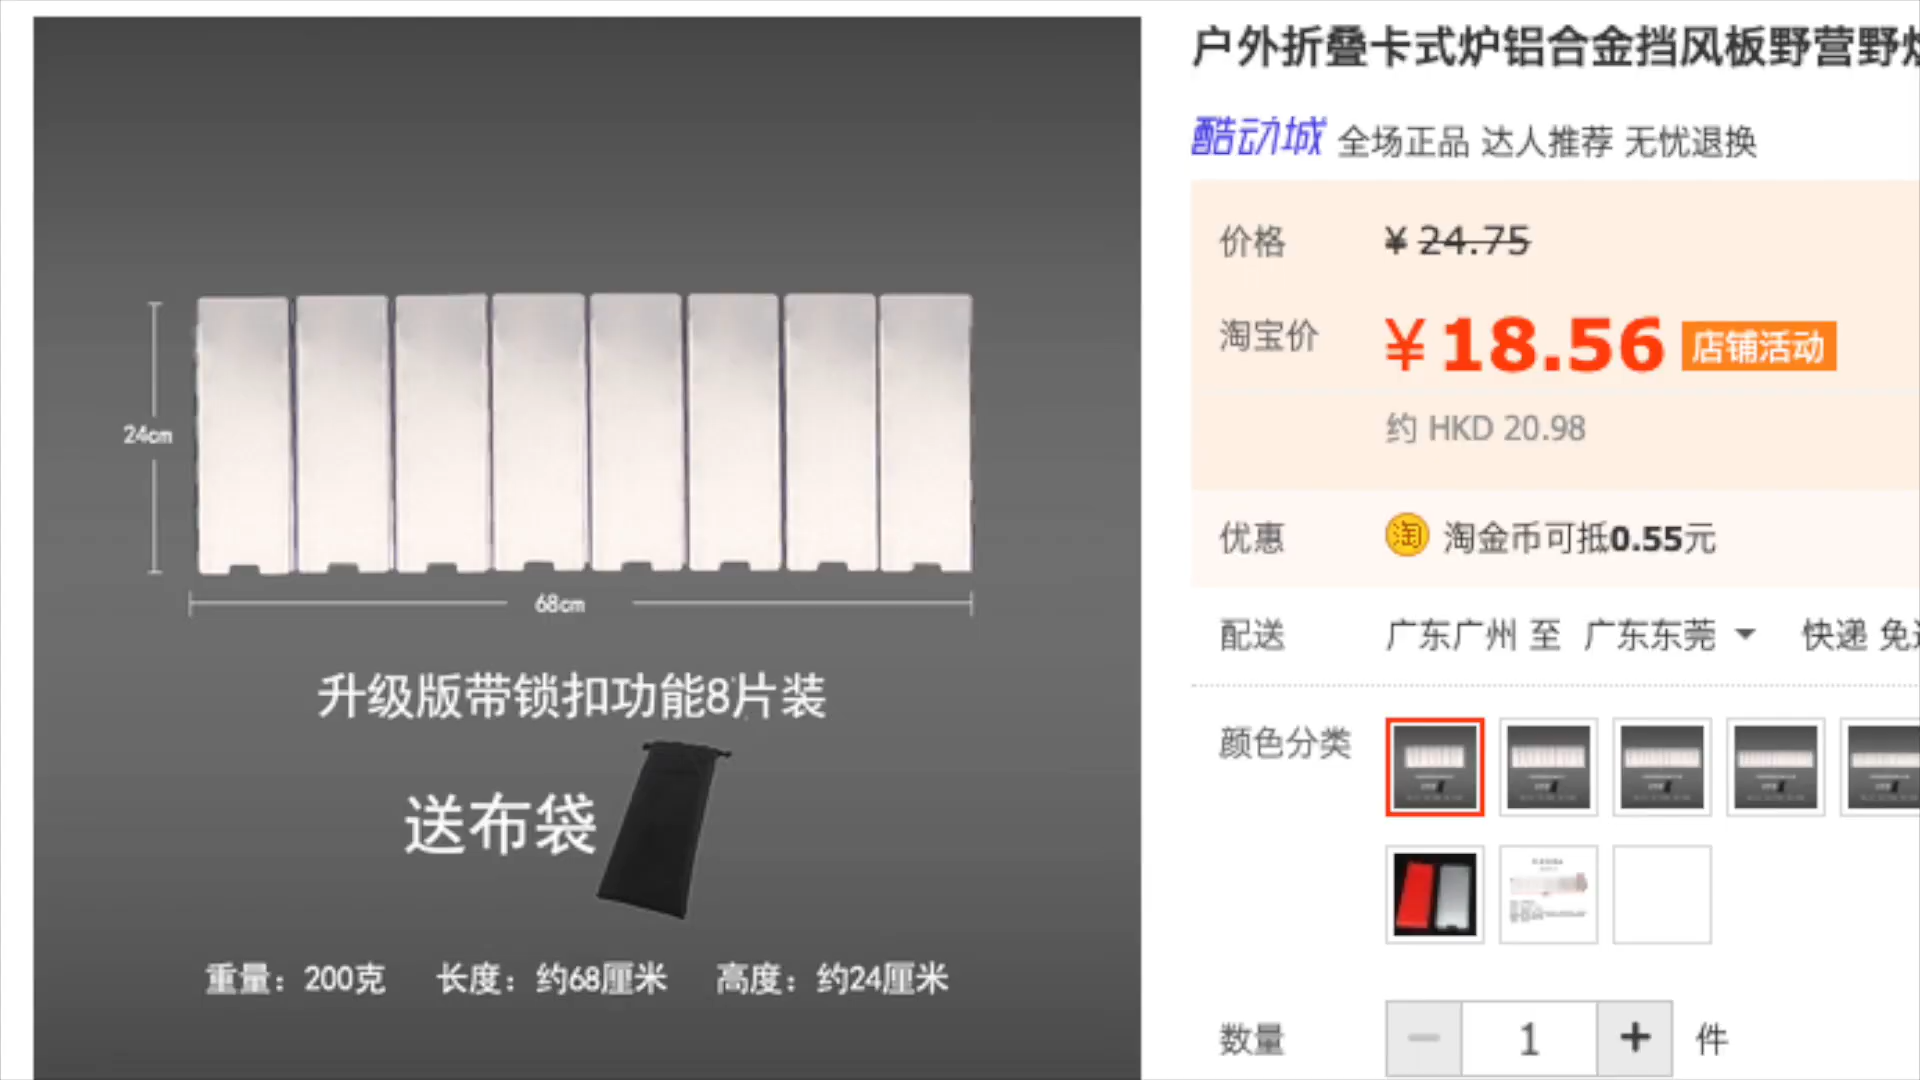 户外折叠卡式炉铝合金挡风板野营野
酷动城 全场正品 达人推荐 无忧退换
价格 ¥ 24.75
淘宝价 ¥ 18.56 店铺活动
约 HKD 20.98
优惠 淘 淘金币可抵0.55元
配送 广东广州 至 广东东莞 快递 免
颜色分类
数量 1 件
24cm
68cm
升级版带锁扣功能8片装
送布袋
重量：200克 长度：约68厘米 高度：约24厘米